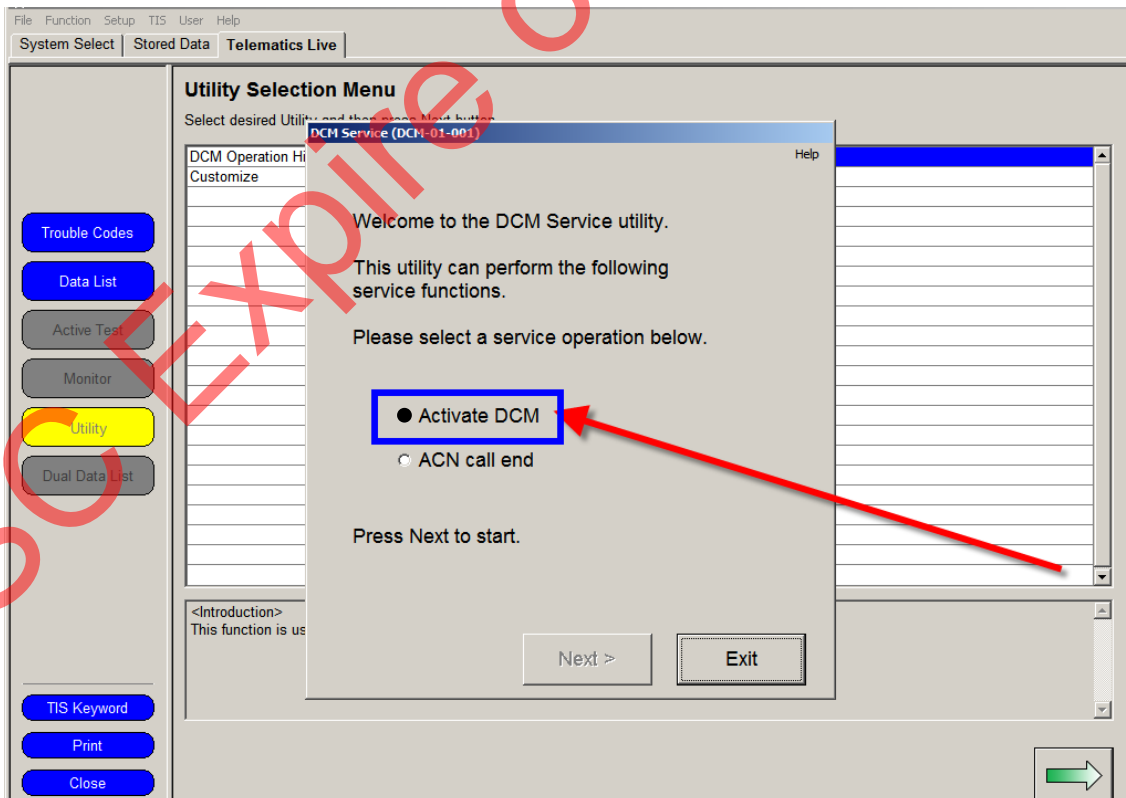 File Function Setup TIS User Help
System Select Stored Data Telematics Live
Utility Selection Menu
Select desired Utility and then press Next button
DCM Operation Hi
Customize
DCM Service (DCM-01-001)
Help
Welcome to the DCM Service utility.
This utility can perform the following
service functions.
Please select a service operation below.
Activate DCM
ACN call end
Press Next to start.
Next >
Exit
Trouble Codes
Data List
Active Test
Monitor
Utility
Dual Data List
<Introduction>
This function is us
TIS Keyword
Print
Close
Expire